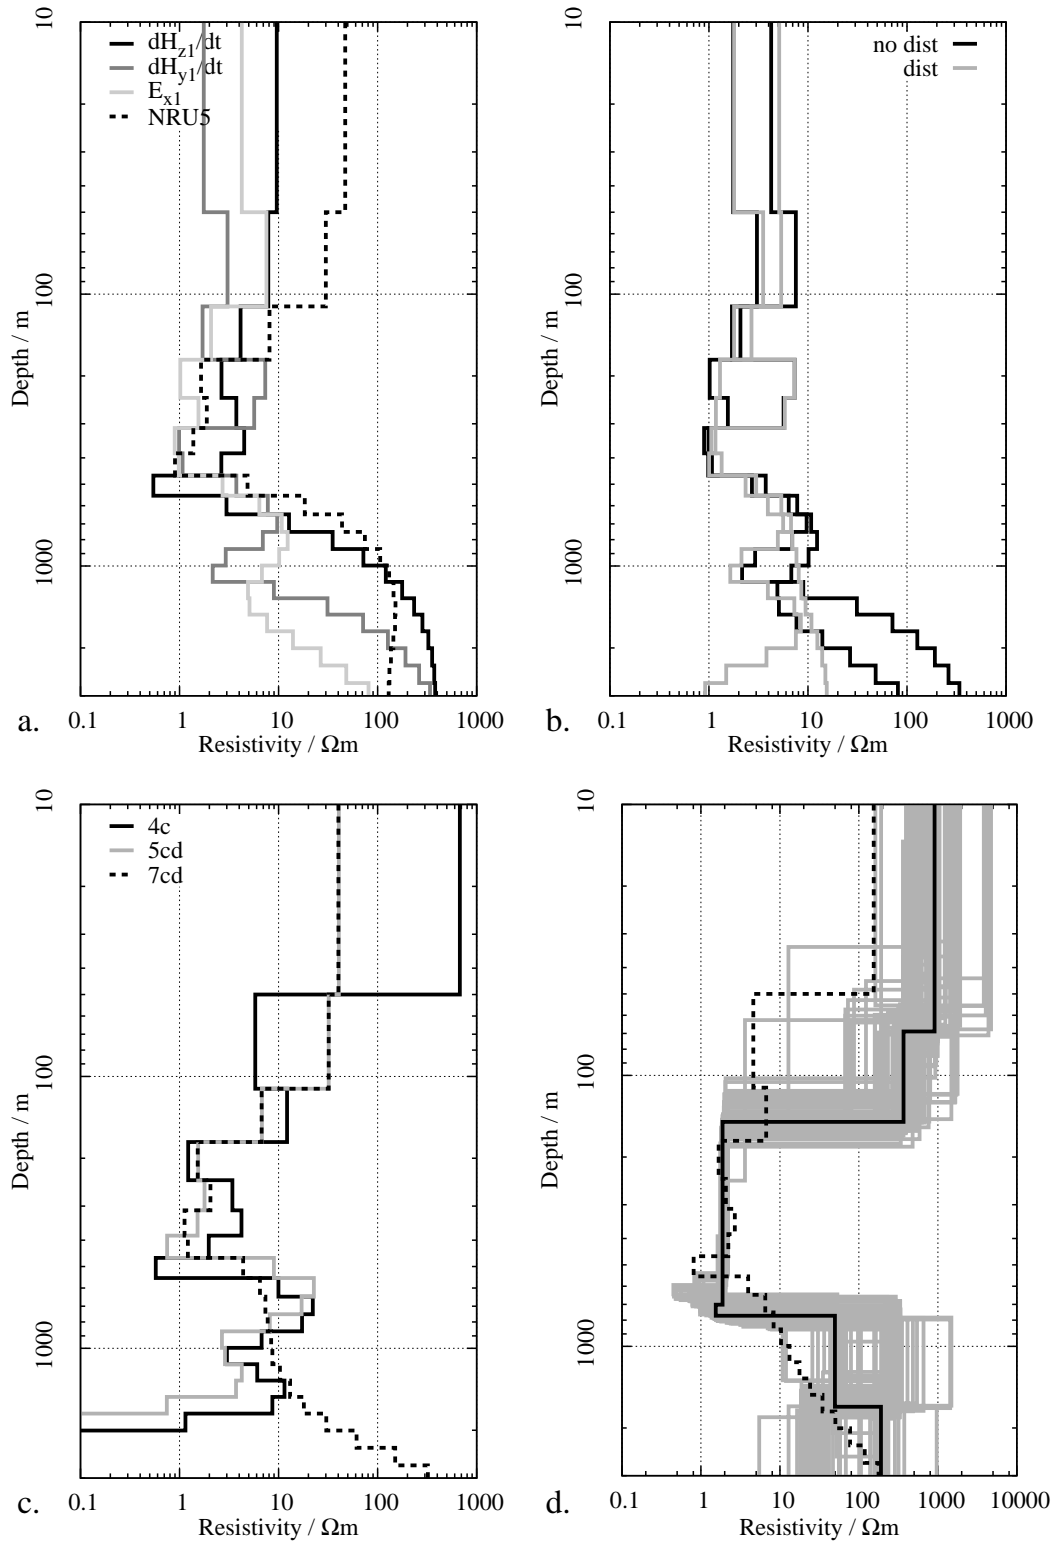 10
100
1000
Depth / m
dH_z1/dt
dH_y1/dt
E_x1
NRU5
0.1 1 10 100 1000
Resistivity / Ωm
a.
10
100
1000
Depth / m
no dist
dist
0.1 1 10 100 1000
Resistivity / Ωm
b.
10
100
1000
Depth / m
4c
5cd
7cd
0.1 1 10 100 1000
Resistivity / Ωm
c.
10
100
1000
Depth / m
0.1 1 10 100 1000 10000
Resistivity / Ωm
d.